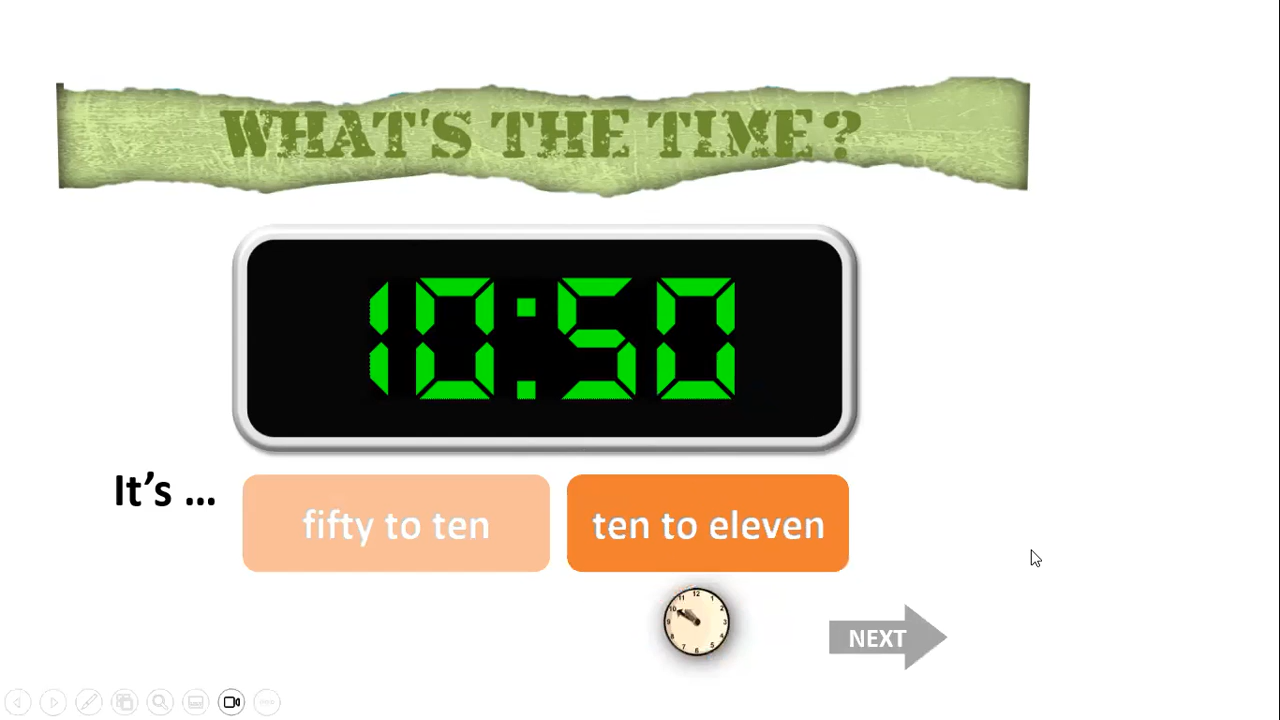 WHAT'S THE TIME?
10:50
It's ...
fifty to ten
ten to eleven
NEXT